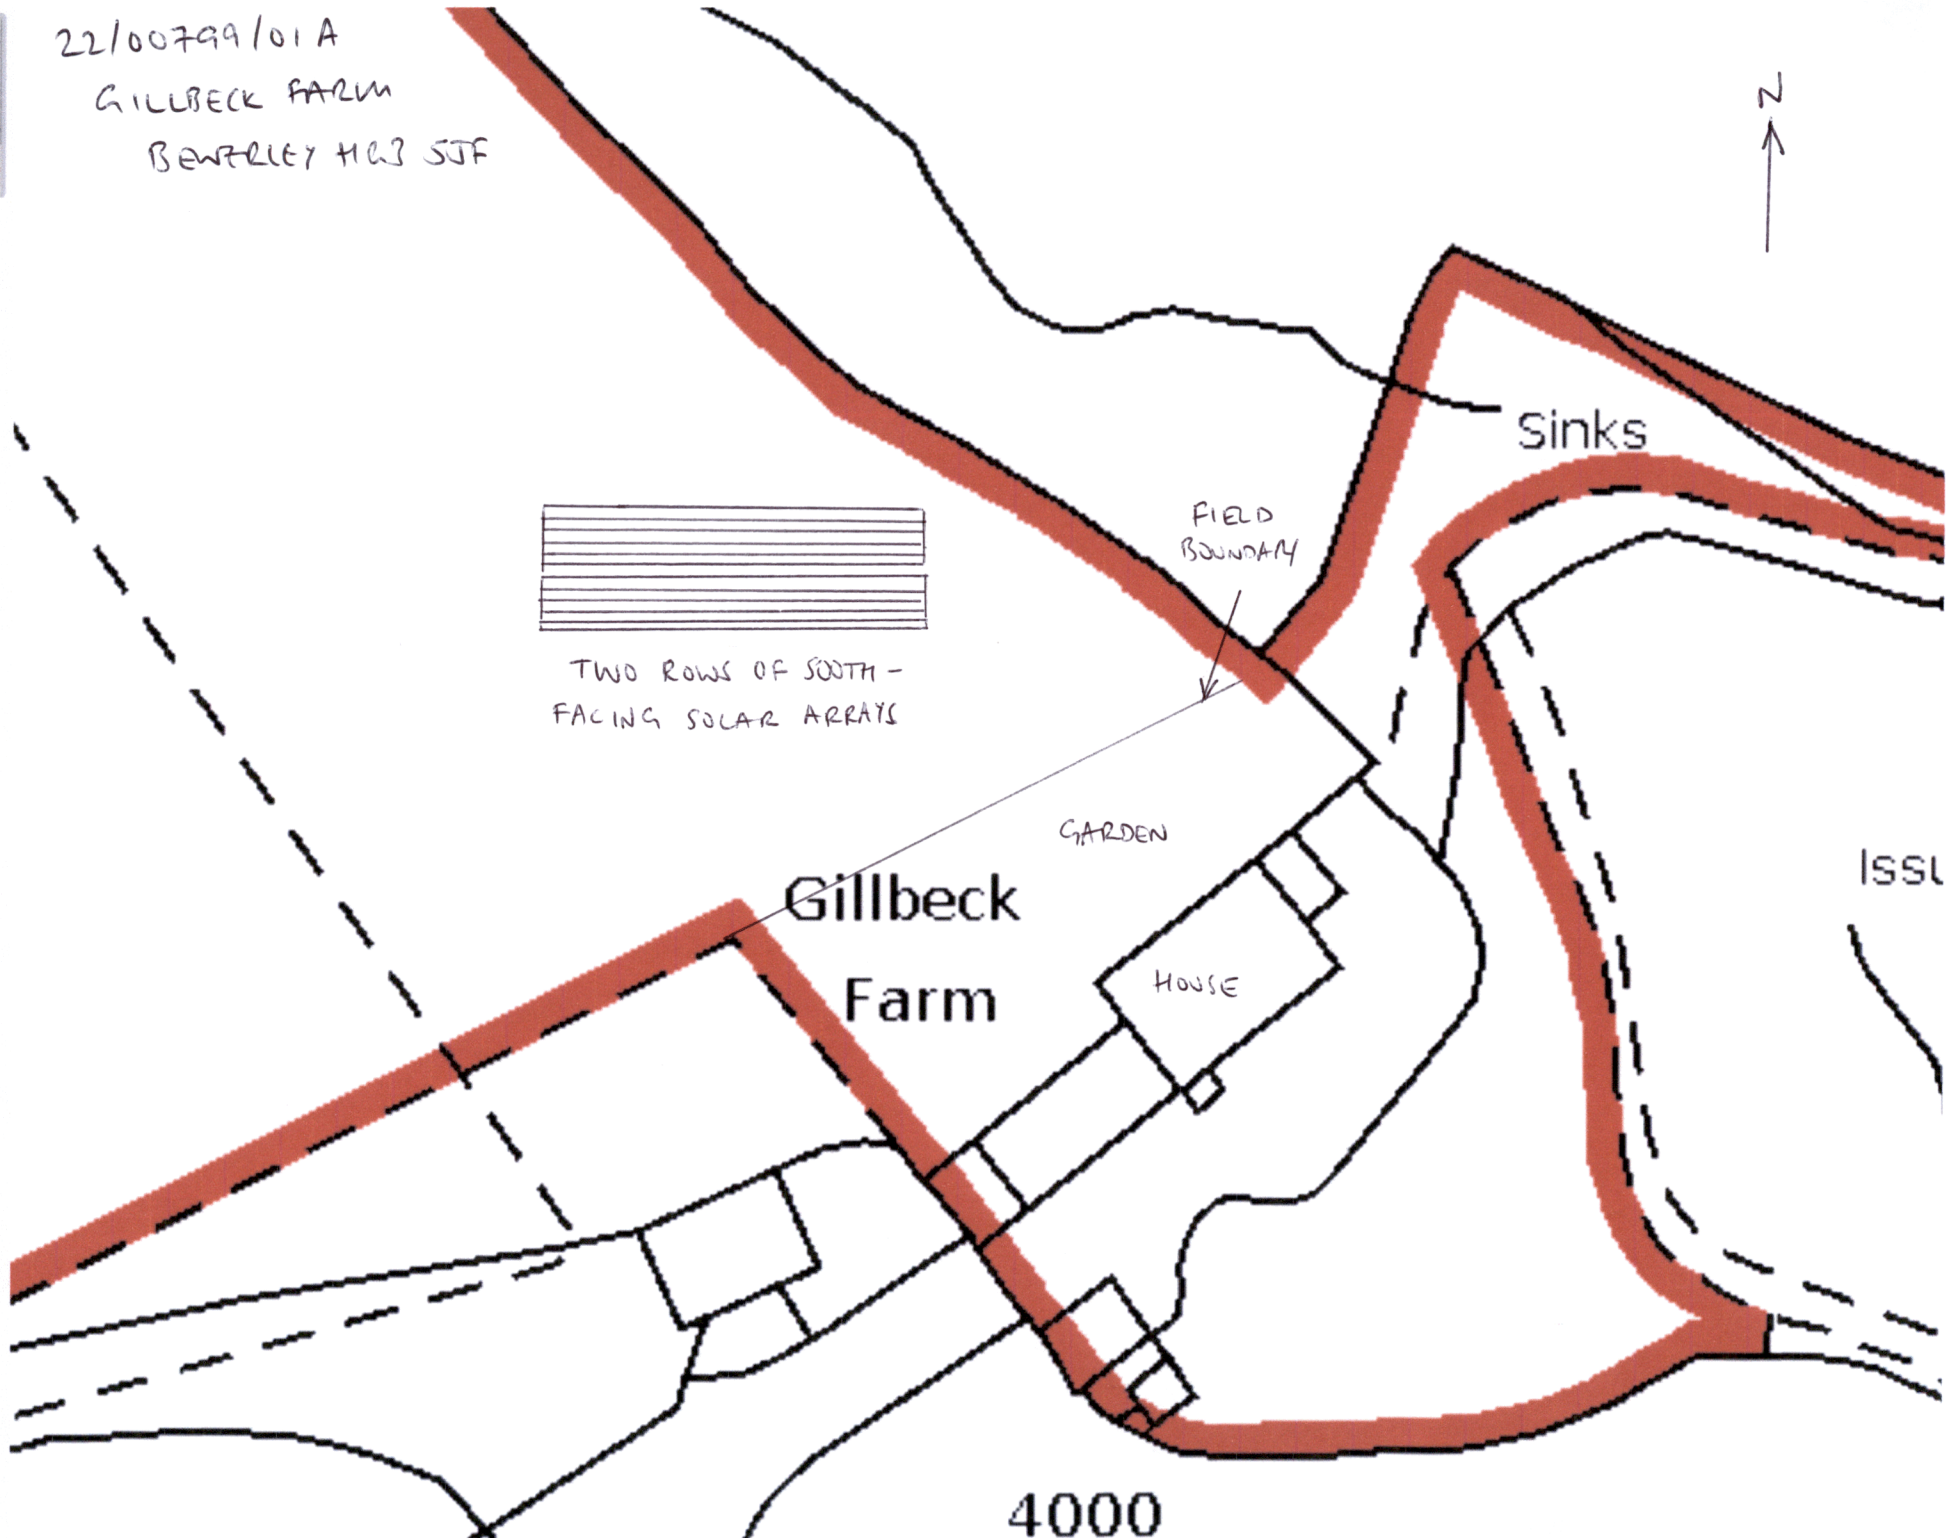 22/00799/01 A
GILLBECK FARM
BEWERLEY HG3 5JF
N
Sinks
FIELD
BOUNDARY
TWO ROWS OF SOUTH-
FACING SOLAR ARRAYS
GARDEN
Gillbeck
Farm
HOUSE
Issu
4000